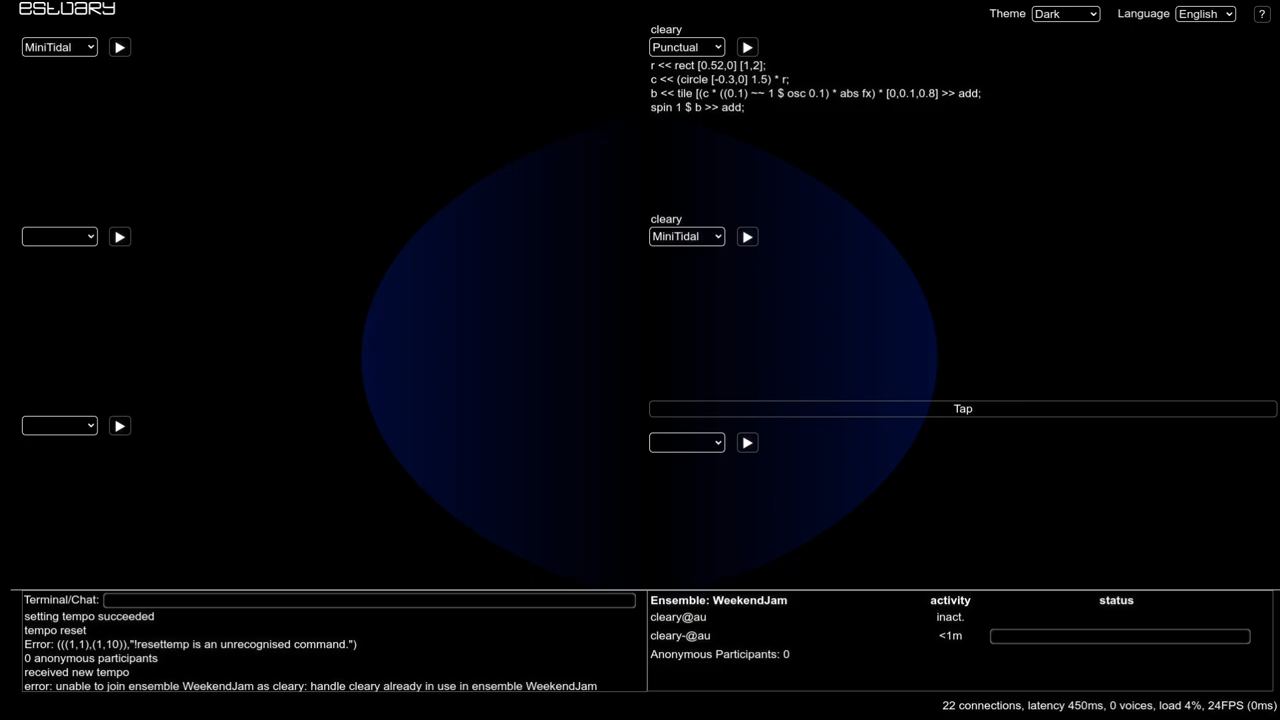 estuary
Theme Dark Language English ?
MiniTidal
cleary
Punctual
r << rect [0.52,0] [1,2];
c << (circle [-0.3,0] 1.5) * r;
b << tile [(c * ((0.1) ~~ 1 $ osc 0.1) * abs fx) * [0,0.1,0.8] >> add;
spin 1 $ b >> add;
cleary
MiniTidal
Tap
Terminal/Chat:
setting tempo succeeded
tempo reset
Error: (((1,1),(1,10)),"!resettemp is an unrecognised command.")
0 anonymous participants
received new tempo
error: unable to join ensemble WeekendJam as cleary: handle cleary already in use in ensemble WeekendJam
Ensemble: WeekendJam activity status
cleary@au inact.
cleary-@au <1m
Anonymous Participants: 0
22 connections, latency 450ms, 0 voices, load 4%, 24FPS (0ms)